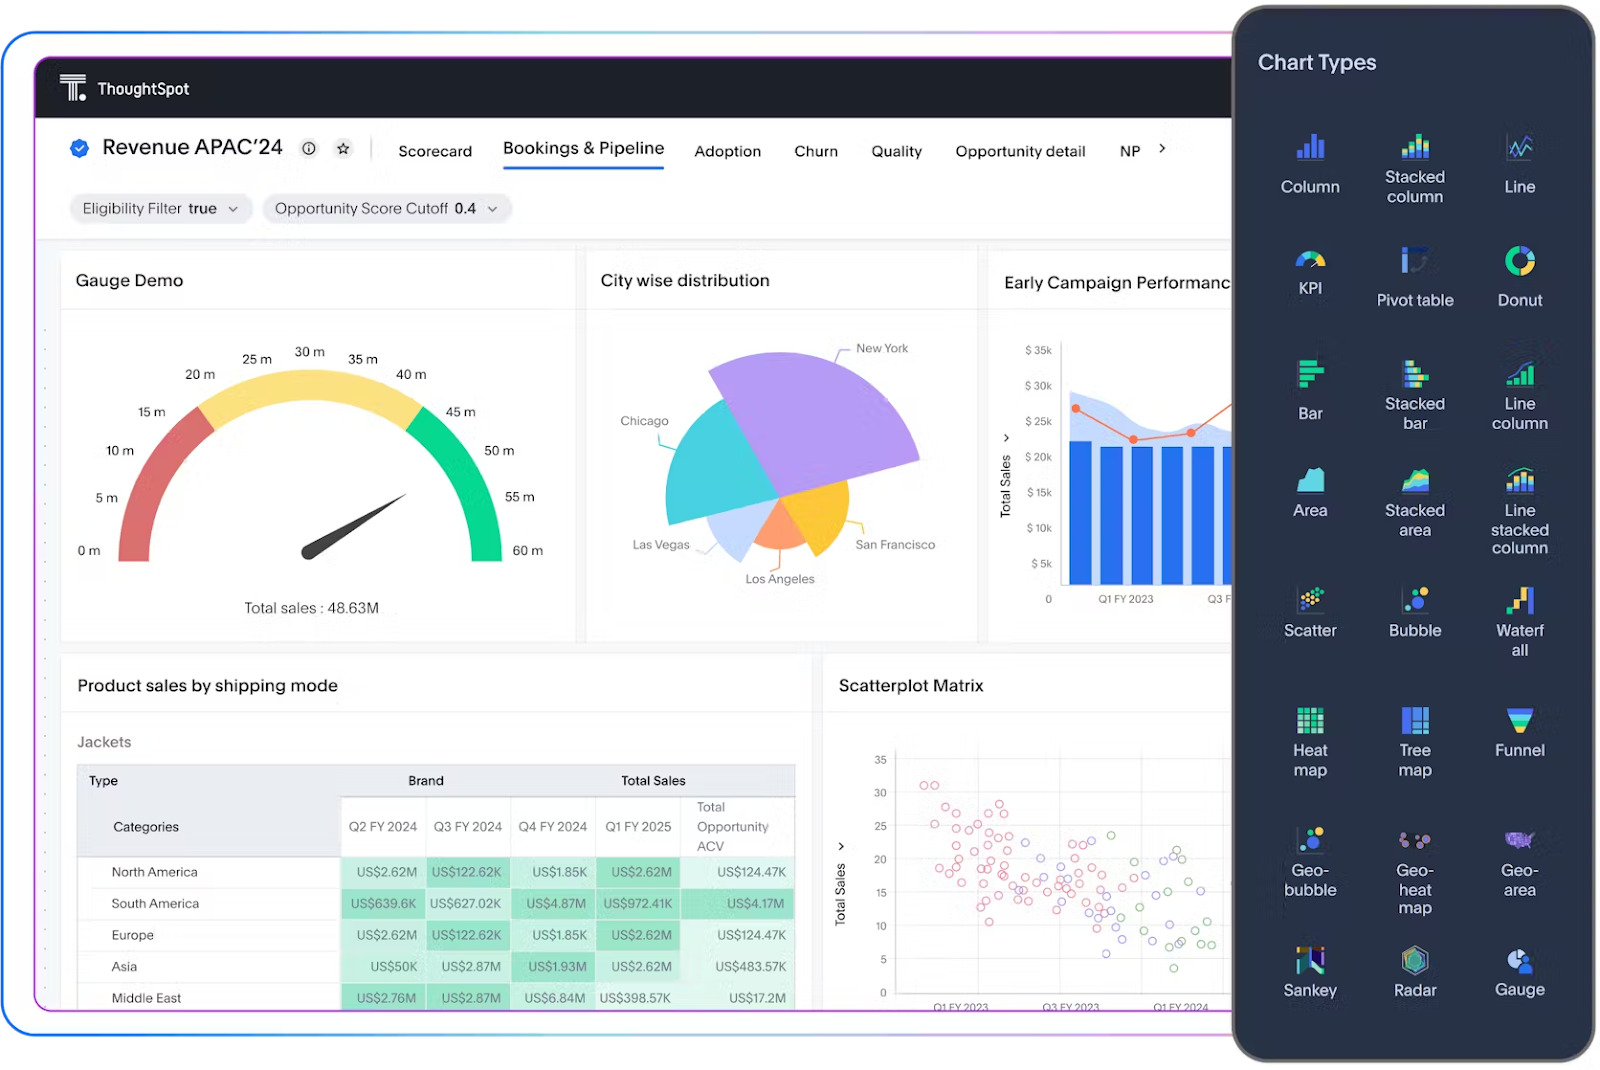 ThoughtSpot
Revenue APAC'24
Scorecard
Bookings & Pipeline
Adoption
Churn
Quality
Opportunity detail
NP
Eligibility Filter true
Opportunity Score Cutoff 0.4
Gauge Demo
0 m
5 m
10 m
15 m
20 m
25 m
30 m
35 m
40 m
45 m
50 m
55 m
60 m
Total sales : 48.63M
City wise distribution
New York
Chicago
Las Vegas
Los Angeles
San Francisco
Early Campaign Performanc
Total Sales
$ 35k
$ 30k
$ 25k
$ 20k
$ 15k
$ 10k
$ 5k
0
Q1 FY 2023
Q3 F
Product sales by shipping mode
Jackets
Type Brand Total Sales
Categories Q2 FY 2024 Q3 FY 2024 Q4 FY 2024 Q1 FY 2025 Total
Opportunity
ACV
North America US$2.62M US$122.62K US$1.85K US$2.62M US$124.47K
South America US$639.6K US$627.02K US$4.87M US$972.41K US$4.17M
Europe US$2.62M US$122.62K US$1.85K US$2.62M US$124.47K
Asia US$50K US$2.87M US$1.93M US$2.62M US$483.57K
Middle East US$2.76M US$2.87M US$6.84M US$398.57K US$17.2M
Scatterplot Matrix
Total Sales
35
30
25
20
15
10
5
0
Q1 FY 2023
Q3 FY 2023
Q1 FY 2024
Chart Types
Column
Stacked
column
Line
KPI
Pivot table
Donut
Bar
Stacked
bar
Line
column
Area
Stacked
area
Line
stacked
column
Scatter
Bubble
Waterf
all
Heat
map
Tree
map
Funnel
Geo-
bubble
Geo-
heat
map
Geo-
area
Sankey
Radar
Gauge